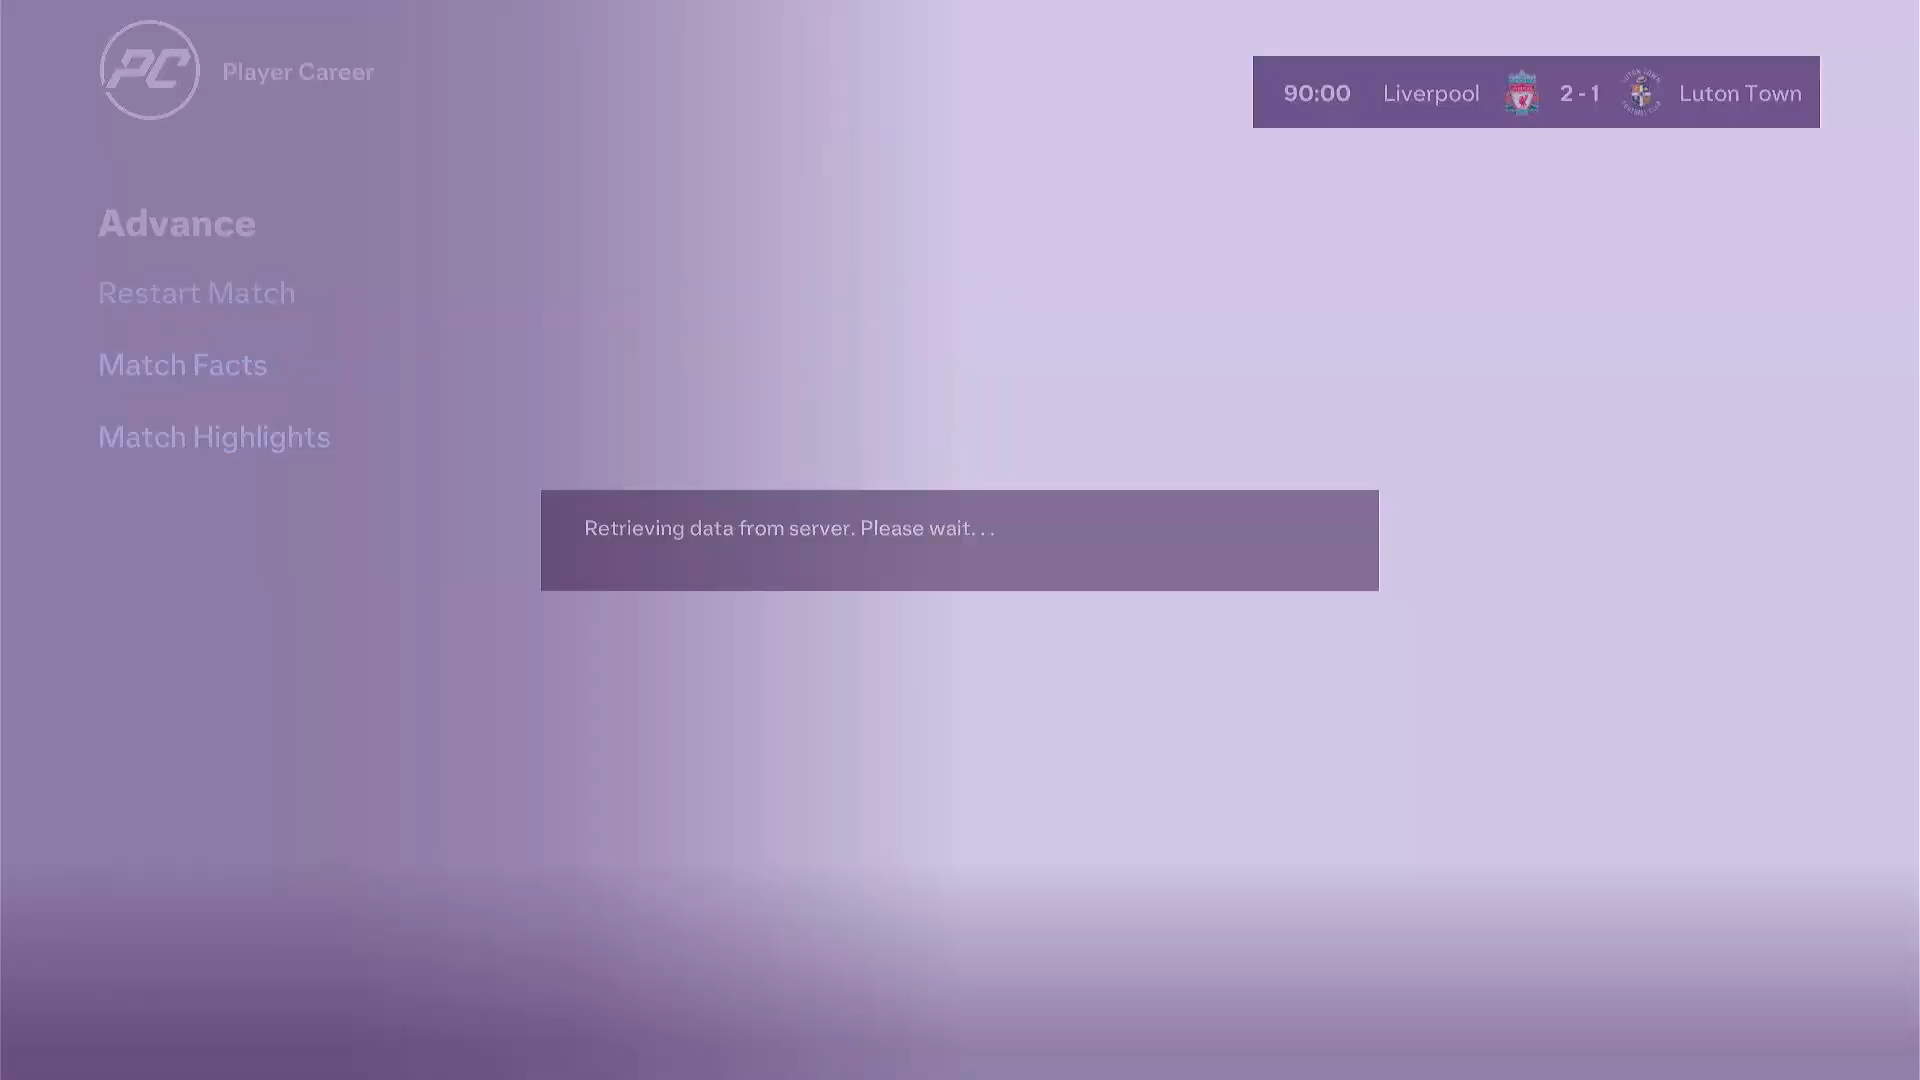 PC
Player Career
90:00 Liverpool 2 - 1 Luton Town
Advance
Restart Match
Match Facts
Match Highlights
Retrieving data from server. Please wait. . .